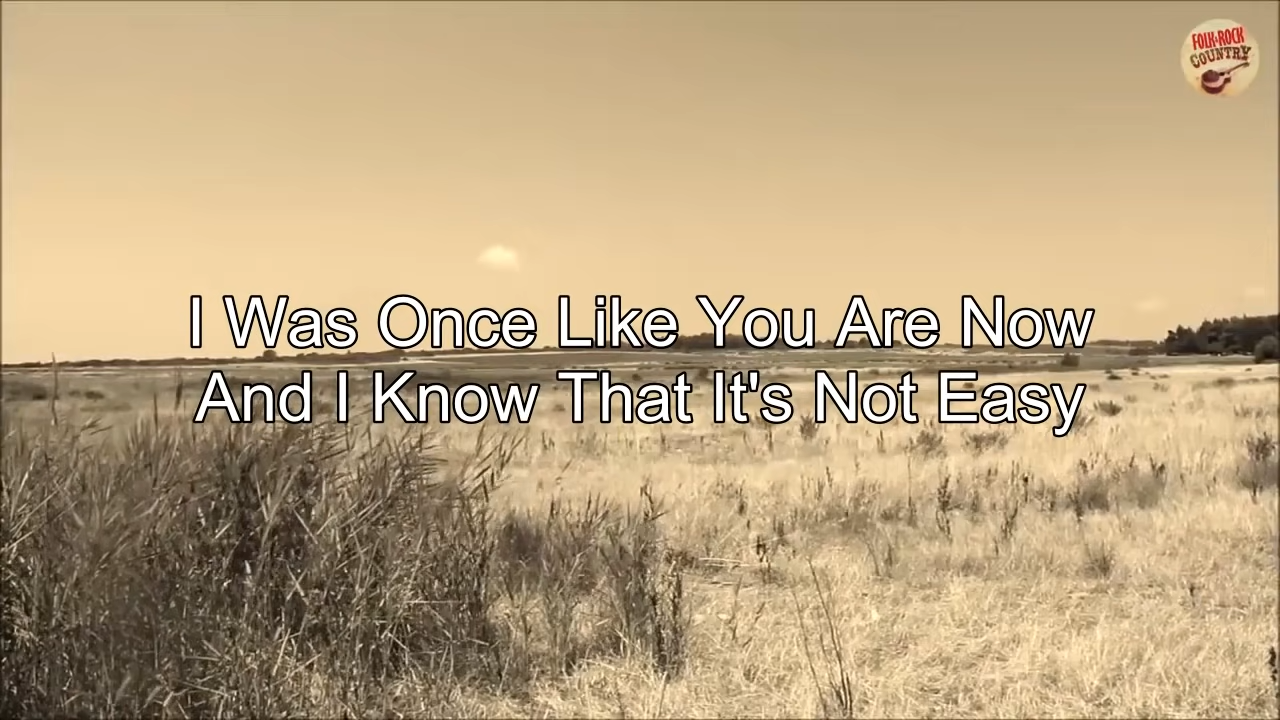 FOLK & ROCK
COUNTRY
I Was Once Like You Are Now
And I Know That It's Not Easy